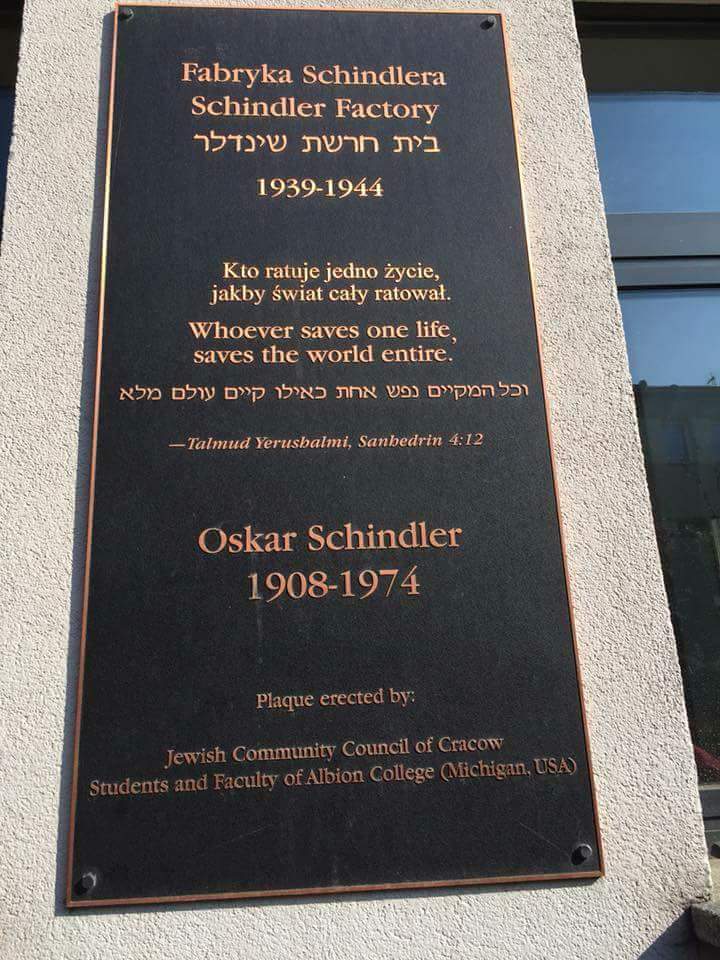 Fabryka Schindlera
Schindler Factory
בית חרשת שינדלר
1939-1944
Kto ratuje jedno życie,
jakby świat cały ratował.
Whoever saves one life,
saves the world entire.
וכל המקיים נפש אחת כאילו קיים עולם מלא
—Talmud Yerushalmi, Sanhedrin 4:12
Oskar Schindler
1908-1974
Plaque erected by:
Jewish Community Council of Cracow
Students and Faculty of Albion College (Michigan, USA)